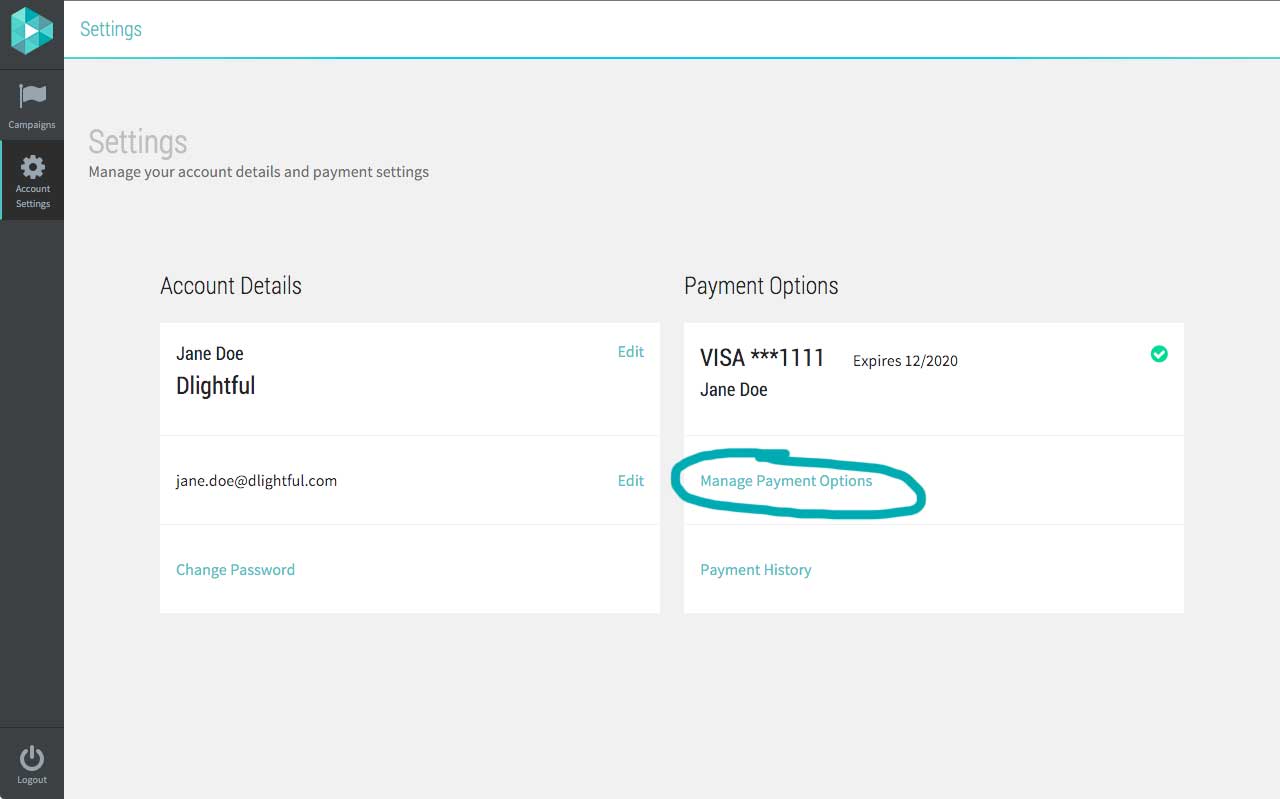 Settings
Campaigns
Account
Settings
Settings
Manage your account details and payment settings
Account Details
Jane Doe
Edit
Dlightful
jane.doe@dlightful.com
Edit
Change Password
Payment Options
VISA ***1111
Expires 12/2020
Jane Doe
Manage Payment Options
Payment History
Logout